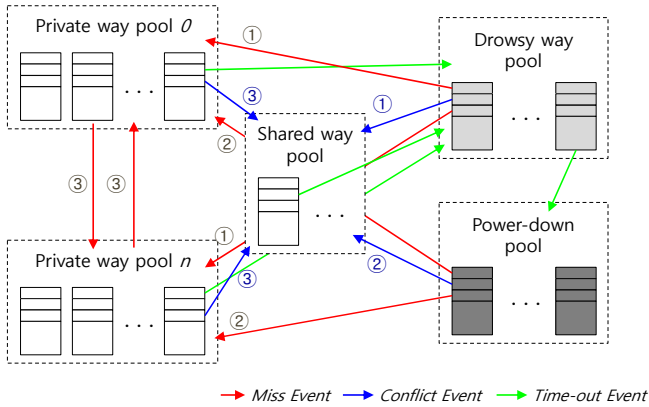 Private way pool 0
①
Drowsy way
pool
. . .
③
①
. . .
②
Shared way
pool
③
③
. . .
Power-down
pool
①
Private way pool n
③
②
. . .
②
. . .
Miss Event
Conflict Event
Time-out Event